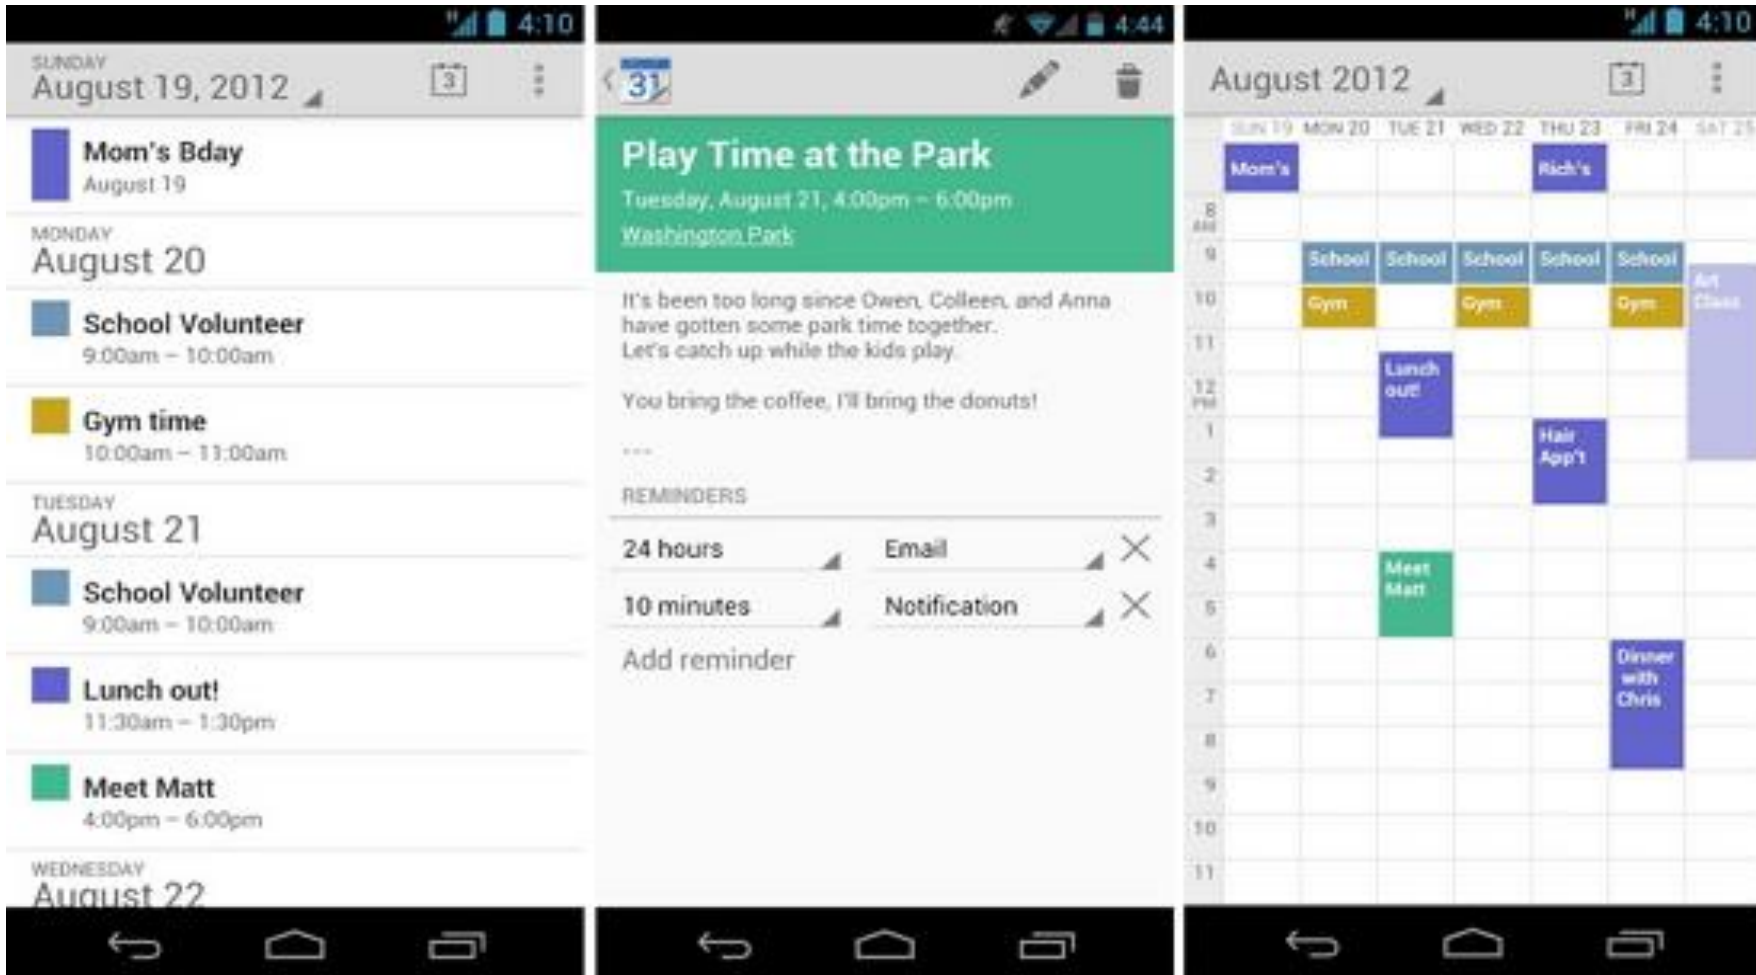 4:10
SUNDAY
August 19, 2012
3
Mom's Bday
August 19
MONDAY
August 20
School Volunteer
9:00am – 10:00am
Gym time
10:00am – 11:00am
TUESDAY
August 21
School Volunteer
9:00am – 10:00am
Lunch out!
11:30am – 1:30pm
Meet Matt
4:00pm – 6:00pm
WEDNESDAY
August 22
4:44
31
Play Time at the Park
Tuesday, August 21, 4:00pm – 6:00pm
Washington Park
It's been too long since Owen, Colleen, and Anna
have gotten some park time together.
Let's catch up while the kids play.
You bring the coffee, I'll bring the donuts!
---
REMINDERS
24 hours Email
10 minutes Notification
Add reminder
H 4:10
August 2012
3
SUN 19 MON 20 TUE 21 WED 22 THU 23 FRI 24 SAT 25
Mom's Rich's
8
AM
9 School School School School School
Art
Class
10 Gym Gym Gym
11
Lunch
out!
12
PM
1
Hair
App't
2
3
4
Meet
Matt
5
6
Dinner
with
Chris
7
8
9
10
11